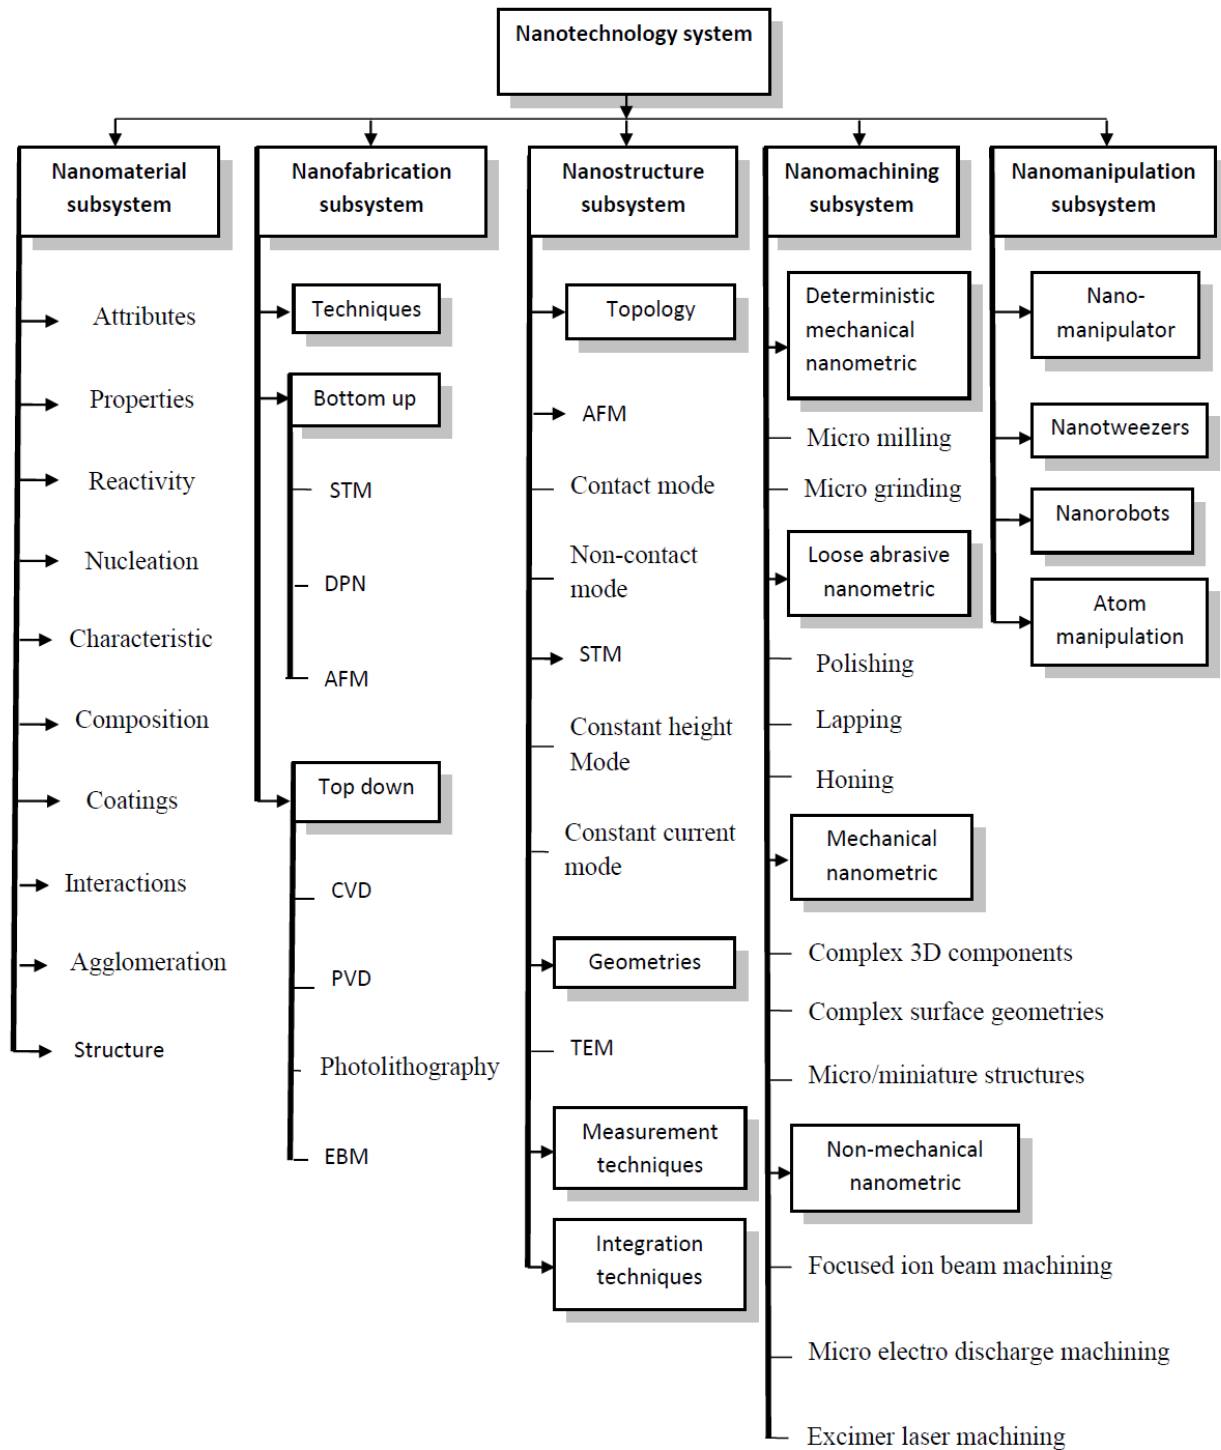 Nanotechnology system
Nanomaterial
subsystem
Attributes
Properties
Reactivity
Nucleation
Characteristic
Composition
Coatings
Interactions
Agglomeration
Structure
Nanofabrication
subsystem
Techniques
Bottom up
STM
DPN
AFM
Top down
CVD
PVD
Photolithography
EBM
Nanostructure
subsystem
Topology
AFM
Contact mode
Non-contact
mode
STM
Constant height
Mode
Constant current
mode
Geometries
TEM
Measurement
techniques
Integration
techniques
Nanomachining
subsystem
Deterministic
mechanical
nanometric
Micro milling
Micro grinding
Loose abrasive
nanometric
Polishing
Lapping
Honing
Mechanical
nanometric
Complex 3D components
Complex surface geometries
Micro/miniature structures
Non-mechanical
nanometric
Focused ion beam machining
Micro electro discharge machining
Excimer laser machining
Nanomanipulation
subsystem
Nano-
manipulator
Nanotweezers
Nanorobots
Atom
manipulation